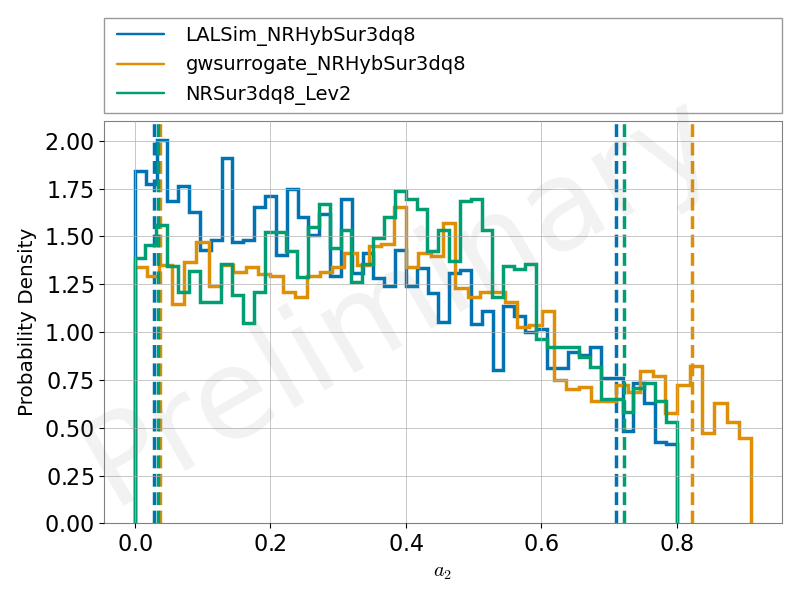 LALSim_NRHybSur3dq8
gwsurrogate_NRHybSur3dq8
NRSur3dq8_Lev2
Preliminary
Probability Density
2.00
1.75
1.50
1.25
1.00
0.75
0.50
0.25
0.00
0.0 0.2 0.4 0.6 0.8
a₂